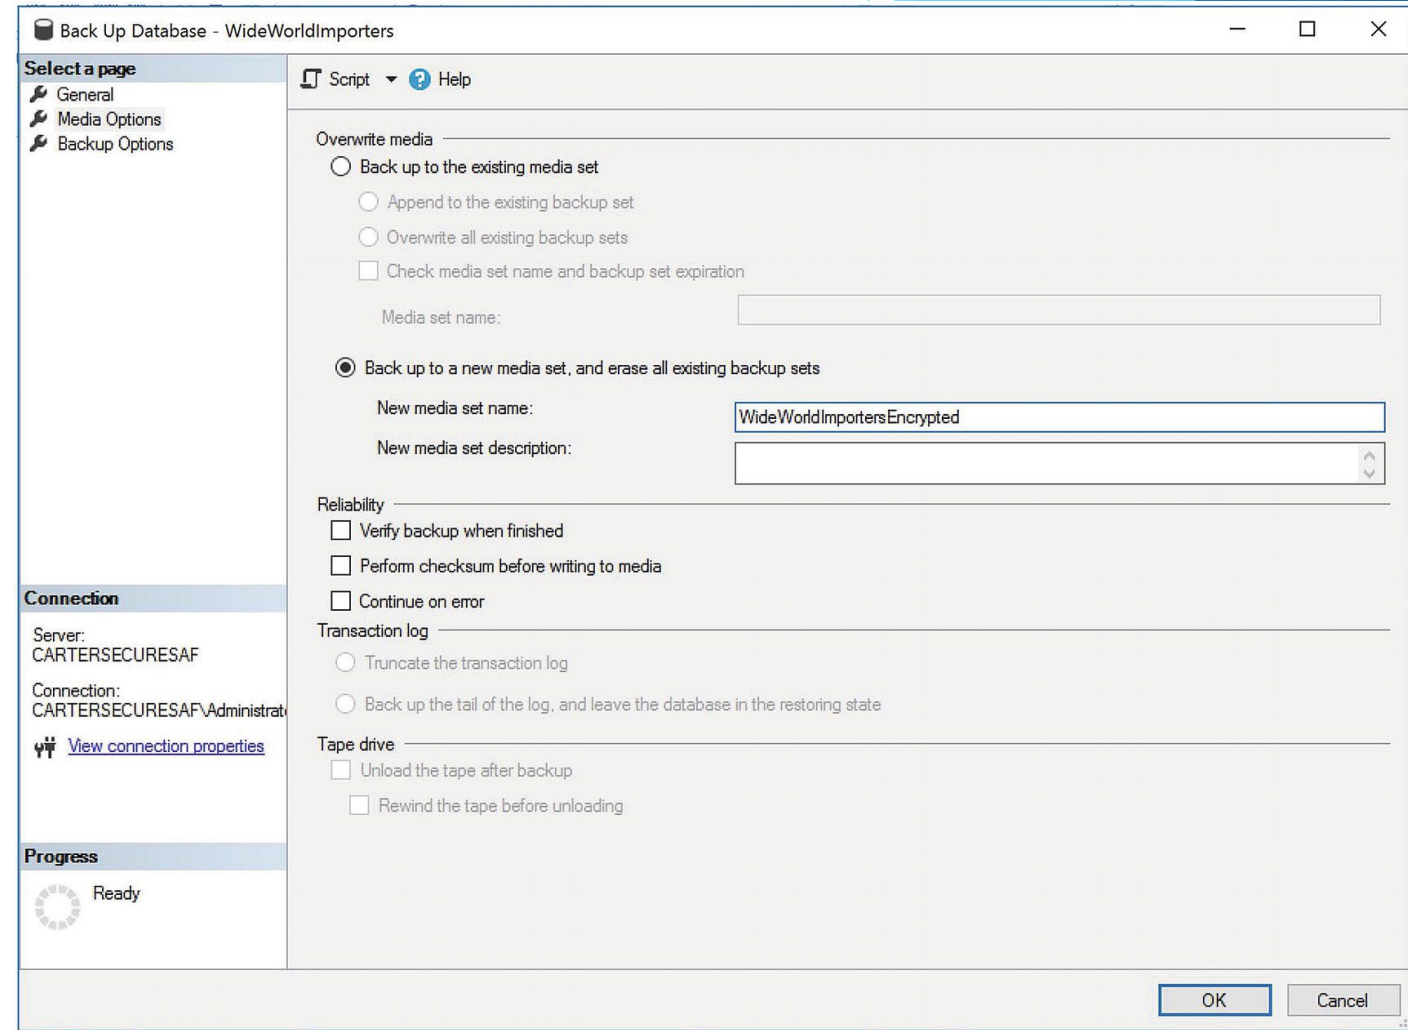 Back Up Database - WideWorldImporters
Select a page
General
Media Options
Backup Options
Script
Help
Overwrite media
Back up to the existing media set
Append to the existing backup set
Overwrite all existing backup sets
Check media set name and backup set expiration
Media set name:
Back up to a new media set, and erase all existing backup sets
New media set name:
WideWorldImportersEncrypted
New media set description:
Reliability
Verify backup when finished
Perform checksum before writing to media
Continue on error
Transaction log
Truncate the transaction log
Back up the tail of the log, and leave the database in the restoring state
Tape drive
Unload the tape after backup
Rewind the tape before unloading
Connection
Server:
CARTERSECURESAF
Connection:
CARTERSECURESAF\Administrat
View connection properties
Progress
Ready
OK
Cancel